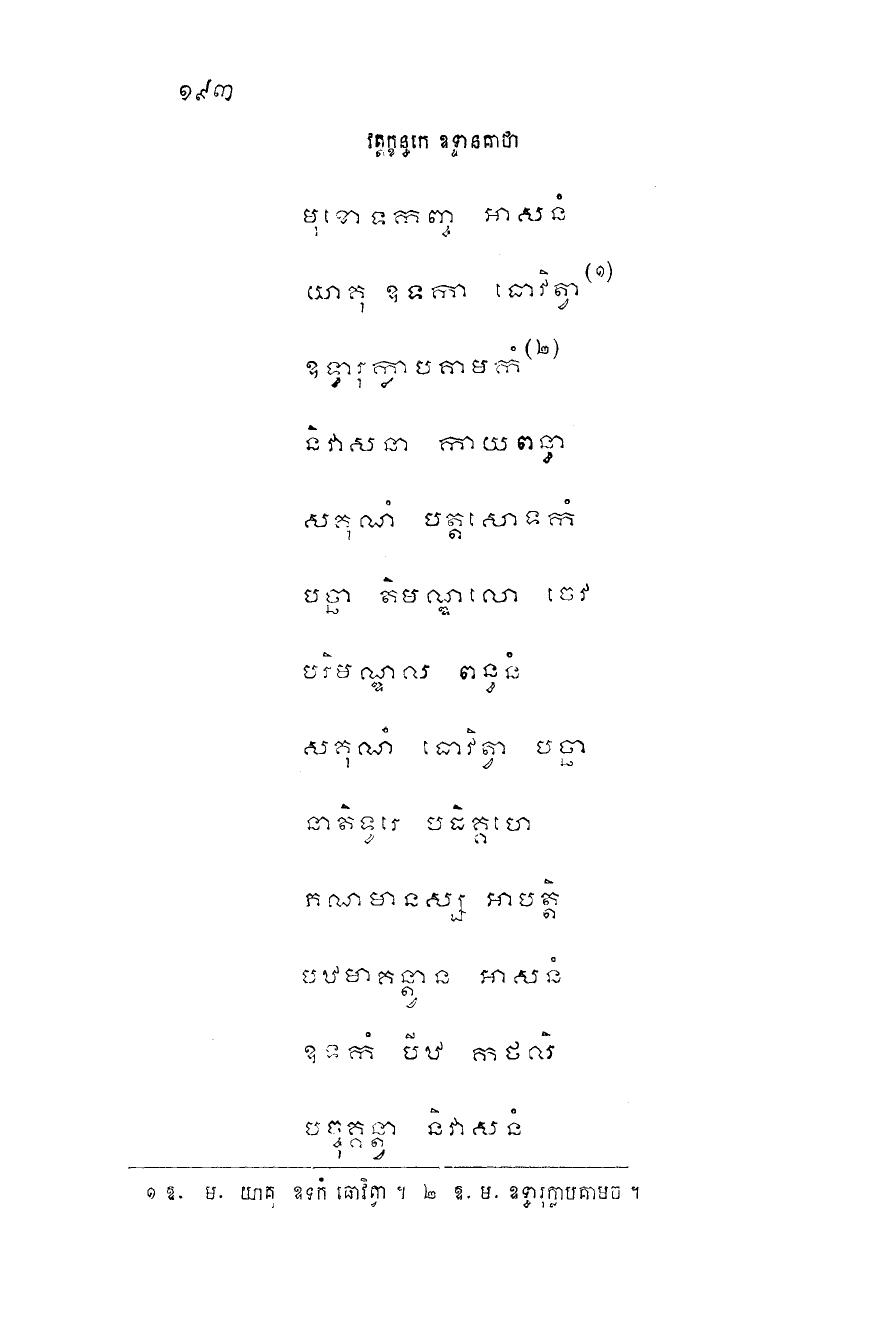 ១៩៣
វត្តក្ខន្ធកេ ឧទ្ទានគាថា
មុខោទកញ្ច អាសនំ
យាគុ ឧទកា ធោវិត្វា(១)
ឧទ្ធារុក្លាបគាមកំ(២)
និវាសនា កាយពន្ធា
សគុណំ បត្តសោទកំ
បច្ឆា តិមណ្ឌលោ ចេវ
បរិមណ្ឌល ពន្ធនំ
សគុណំ ធោវិត្វា បច្ឆា
នាតិទូរេ បដិគ្គហេ
ភណមានស្ស អាបត្តិ
បឋមាគន្ត្វាន អាសនំ
ឧទកំ បីឋ កាថលិ
បច្ចុគ្គន្ត្វា និវាសនំ
១ ឱ. ម. យាគុ ឧទកំ ធោវិត្វា ។ ២ ឱ. ម. ឧទ្ធារុក្លាបគាមច ។